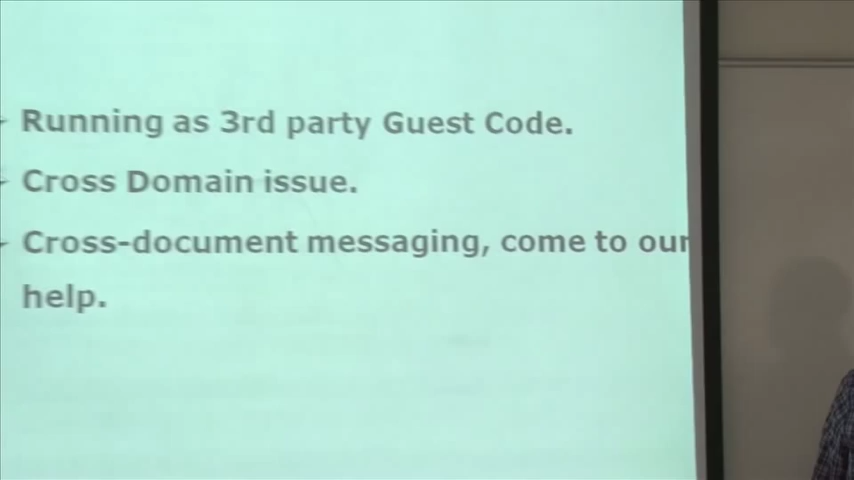 Running as 3rd party Guest Code.
Cross Domain issue.
Cross-document messaging, come to our
help.